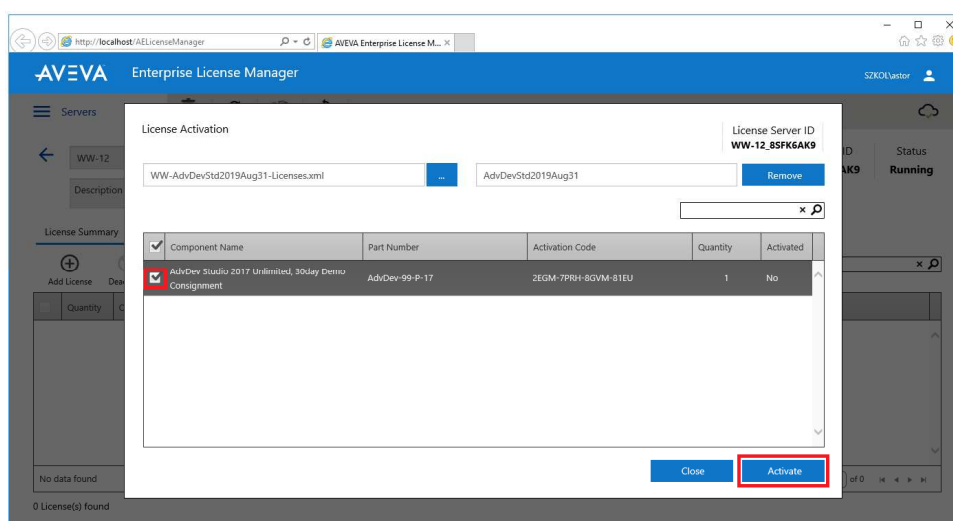 http://localhost/AELicenseManager
AVEVA Enterprise License M...
AVEVA Enterprise License Manager
SZKOL\astor
Servers
License Activation
License Server ID
WW-12_8SFK6AK9
WW-12
ID
Status
AK9
Running
WW-AdvDevStd2019Aug31-Licenses.xml
...
AdvDevStd2019Aug31
Remove
Description
License Summary
Component Name Part Number Activation Code Quantity Activated
AdvDev Studio 2017 Unlimited, 30day Demo
Consignment
AdvDev-99-P-17 2EGM-7PRH-8GVM-81EU 1 No
Add License Dea
Quantity C
Close Activate
No data found
of 0
0 License(s) found